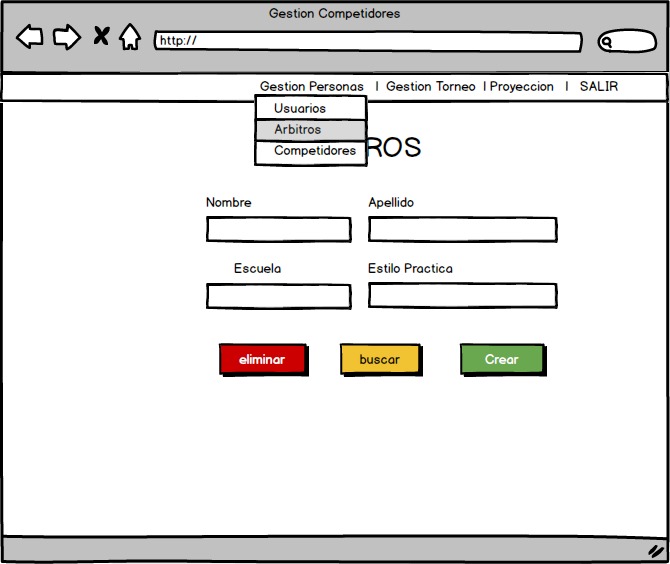 Gestion Competidores
http://
Gestion Personas | Gestion Torneo | Proyeccion | SALIR
Usuarios
Arbitros
Competidores
ROS
Nombre Apellido
Escuela Estilo Practica
eliminar buscar Crear